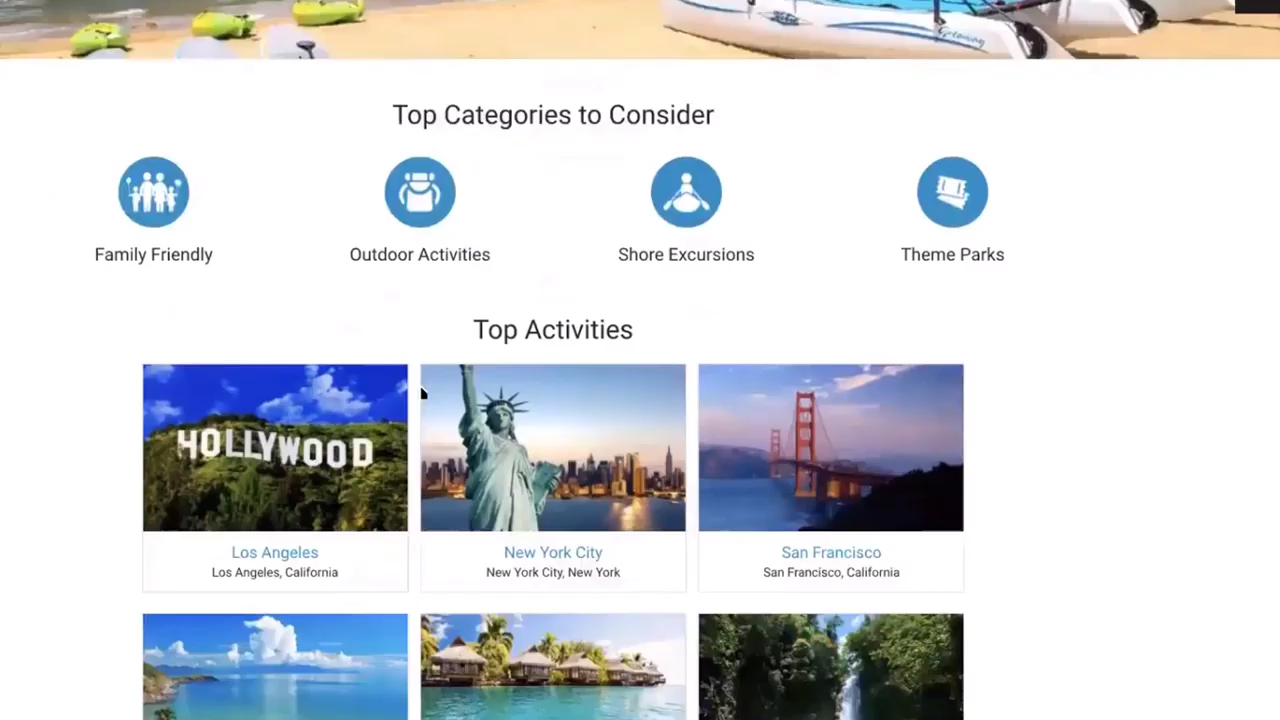 Getaway
Top Categories to Consider
Family Friendly
Outdoor Activities
Shore Excursions
Theme Parks
Top Activities
HOLLYWOOD
Los Angeles
Los Angeles, California
New York City
New York City, New York
San Francisco
San Francisco, California